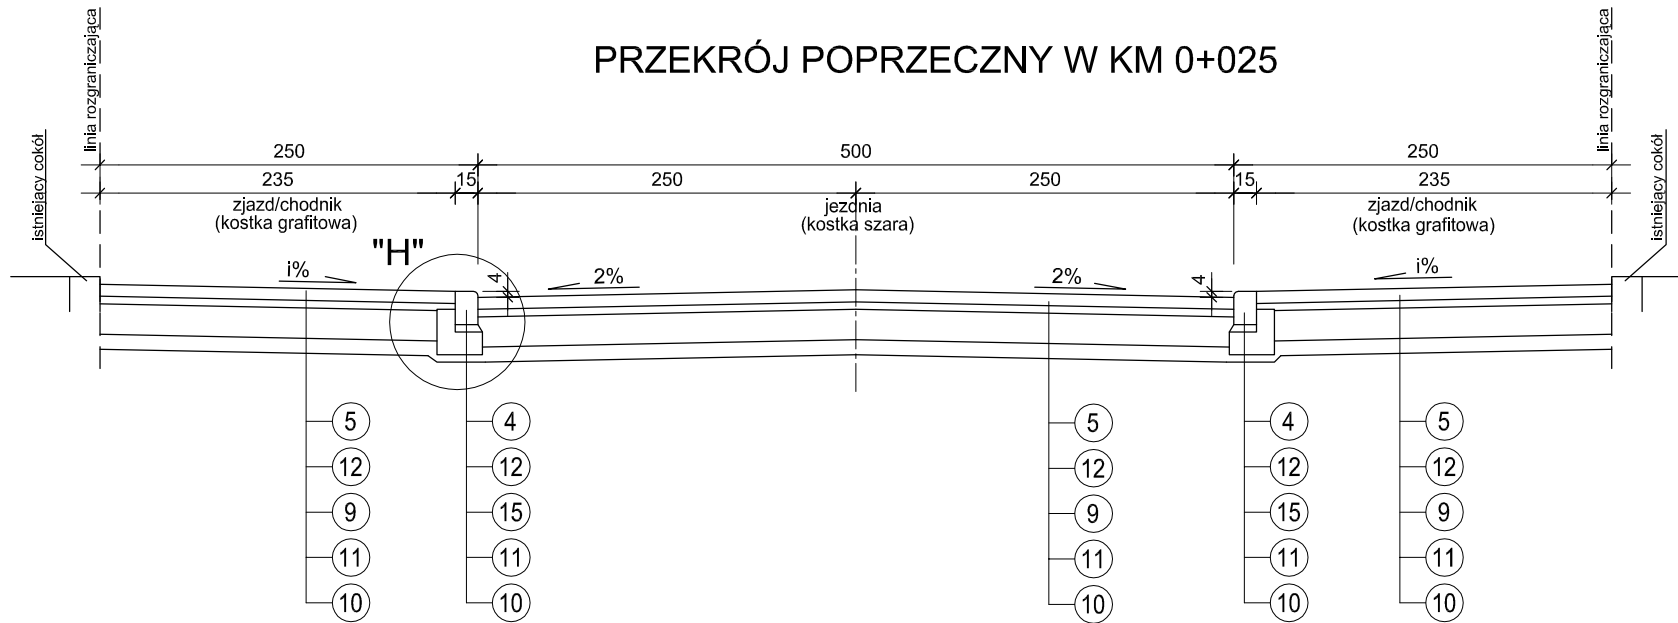 PRZEKRÓJ POPRZECZNY W KM 0+025
linia rozgraniczająca
linia rozgraniczająca
istniejący cokół
istniejący cokół
250 500 250
235 15 250 250 15 235
zjazd/chodnik
(kostka grafitowa)
jezdnia
(kostka szara)
zjazd/chodnik
(kostka grafitowa)
"H"
i% 4 2% 2% 4 i%
5 4 5 4 5
12 12 12 12 12
9 15 9 15 9
11 11 11 11 11
10 10 10 10 10